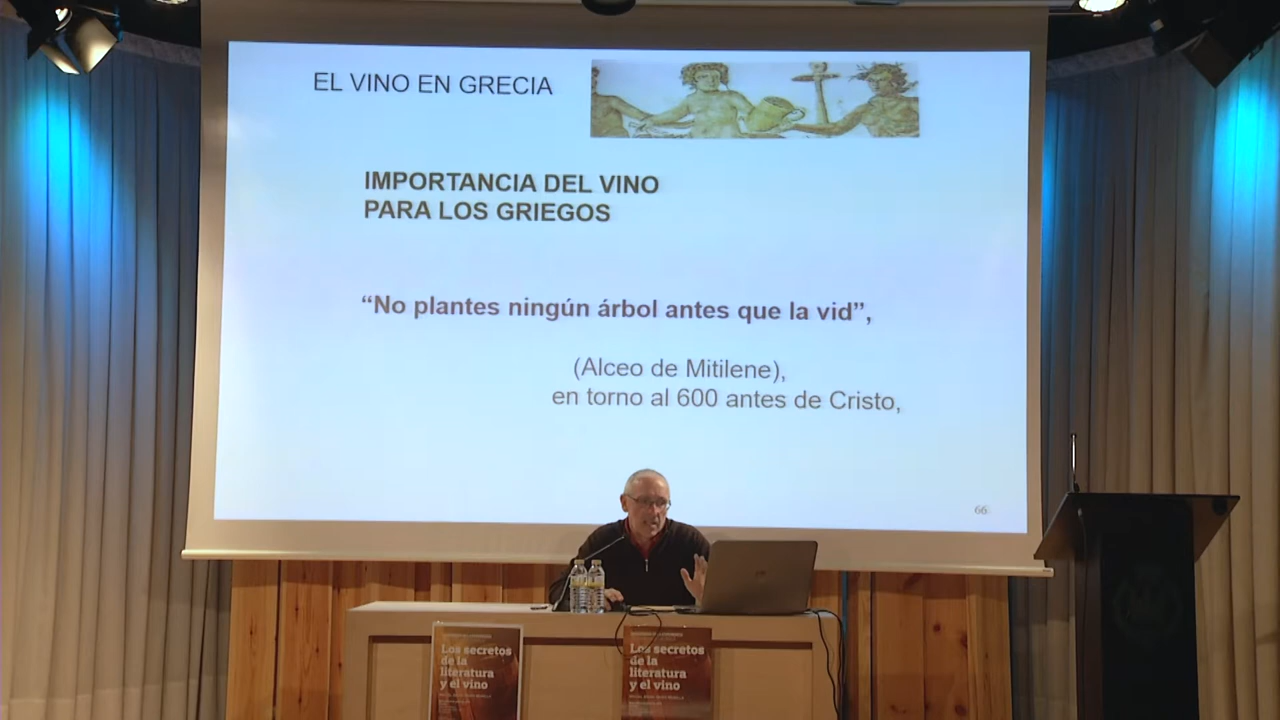 EL VINO EN GRECIA
IMPORTANCIA DEL VINO
PARA LOS GRIEGOS
“No plantes ningún árbol antes que la vid”,
(Alceo de Mitilene),
en torno al 600 antes de Cristo,
66
Los secretos
de la
literatura
y el vino
Los secretos
de la
literatura
y el vino